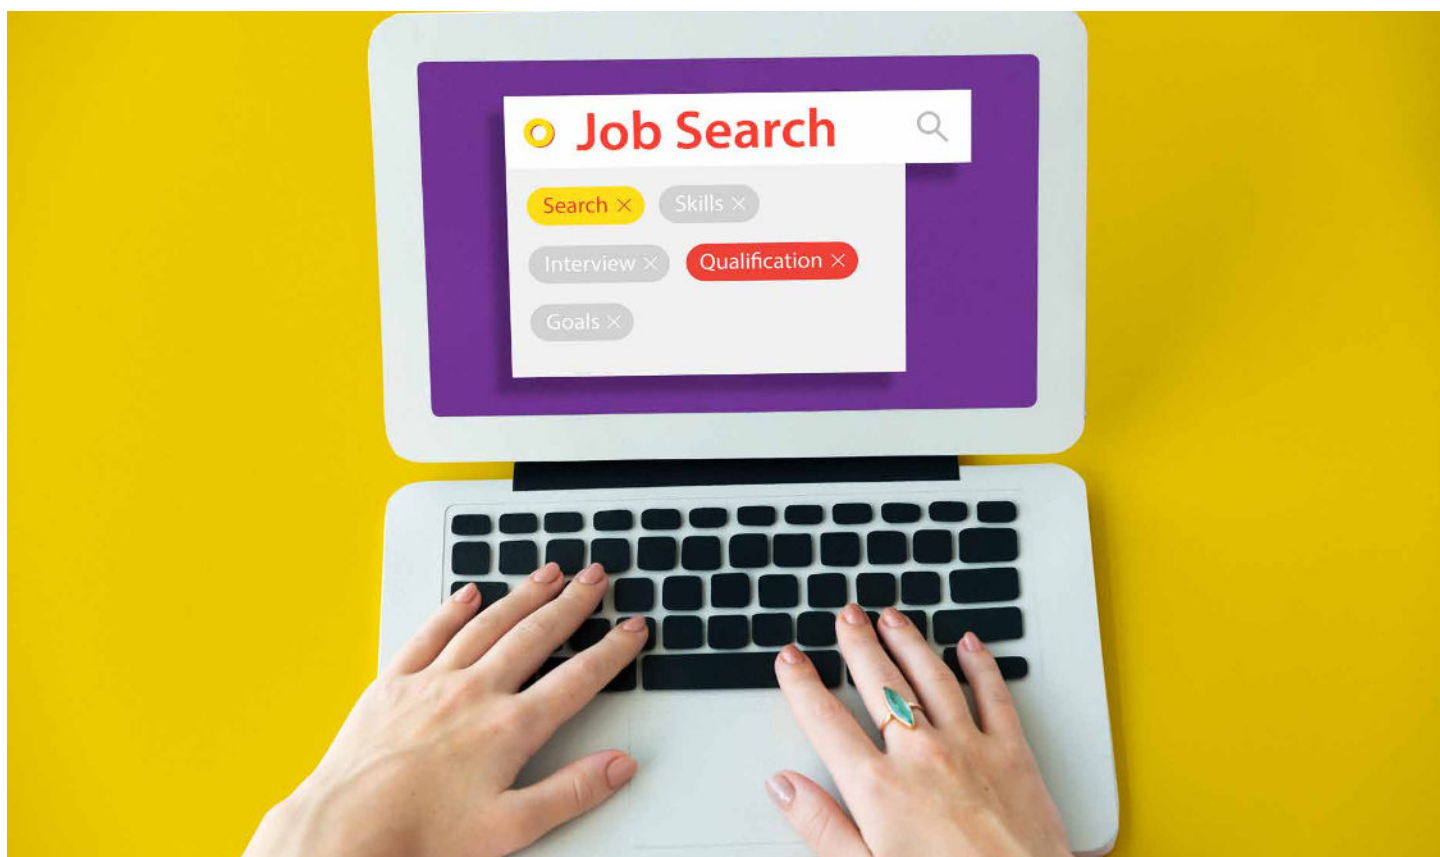 Job Search
Search × Skills ×
Interview × Qualification ×
Goals ×